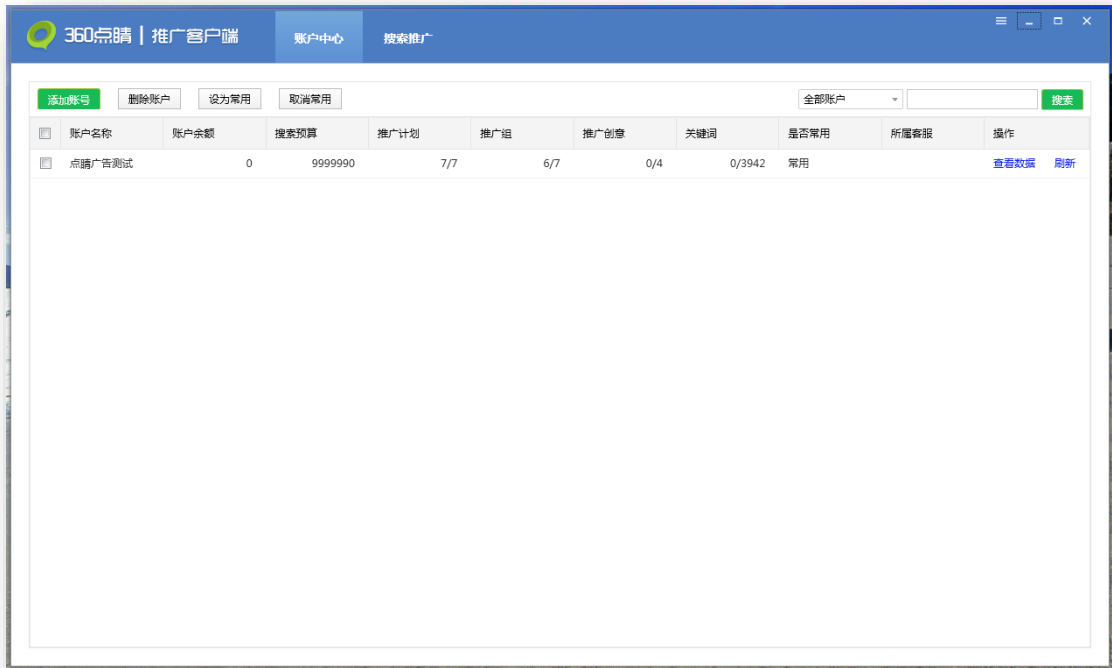 360点睛 | 推广客户端 账户中心 搜索推广
添加账号 删除账户 设为常用 取消常用 全部账户 搜索
账户名称 账户余额 搜索预算 推广计划 推广组 推广创意 关键词 是否常用 所属客服 操作
点睛广告测试 0 9999990 7/7 6/7 0/4 0/3942 常用 查看数据 刷新